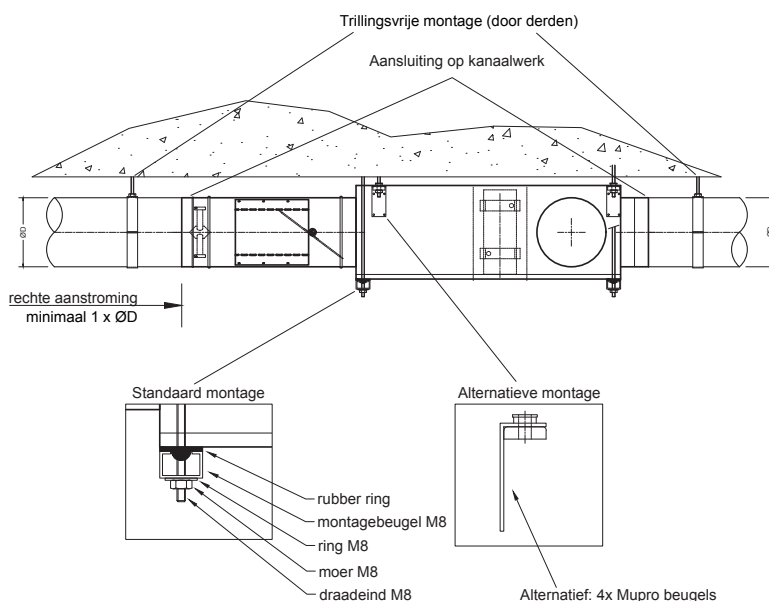 Trillingsvrije montage (door derden)
Aansluiting op kanaalwerk
ØD
ØD
rechte aanstroming
minimaal 1 x ØD
Standaard montage
Alternatieve montage
rubber ring
montagebeugel M8
ring M8
moer M8
draadeind M8
Alternatief: 4x Mupro beugels